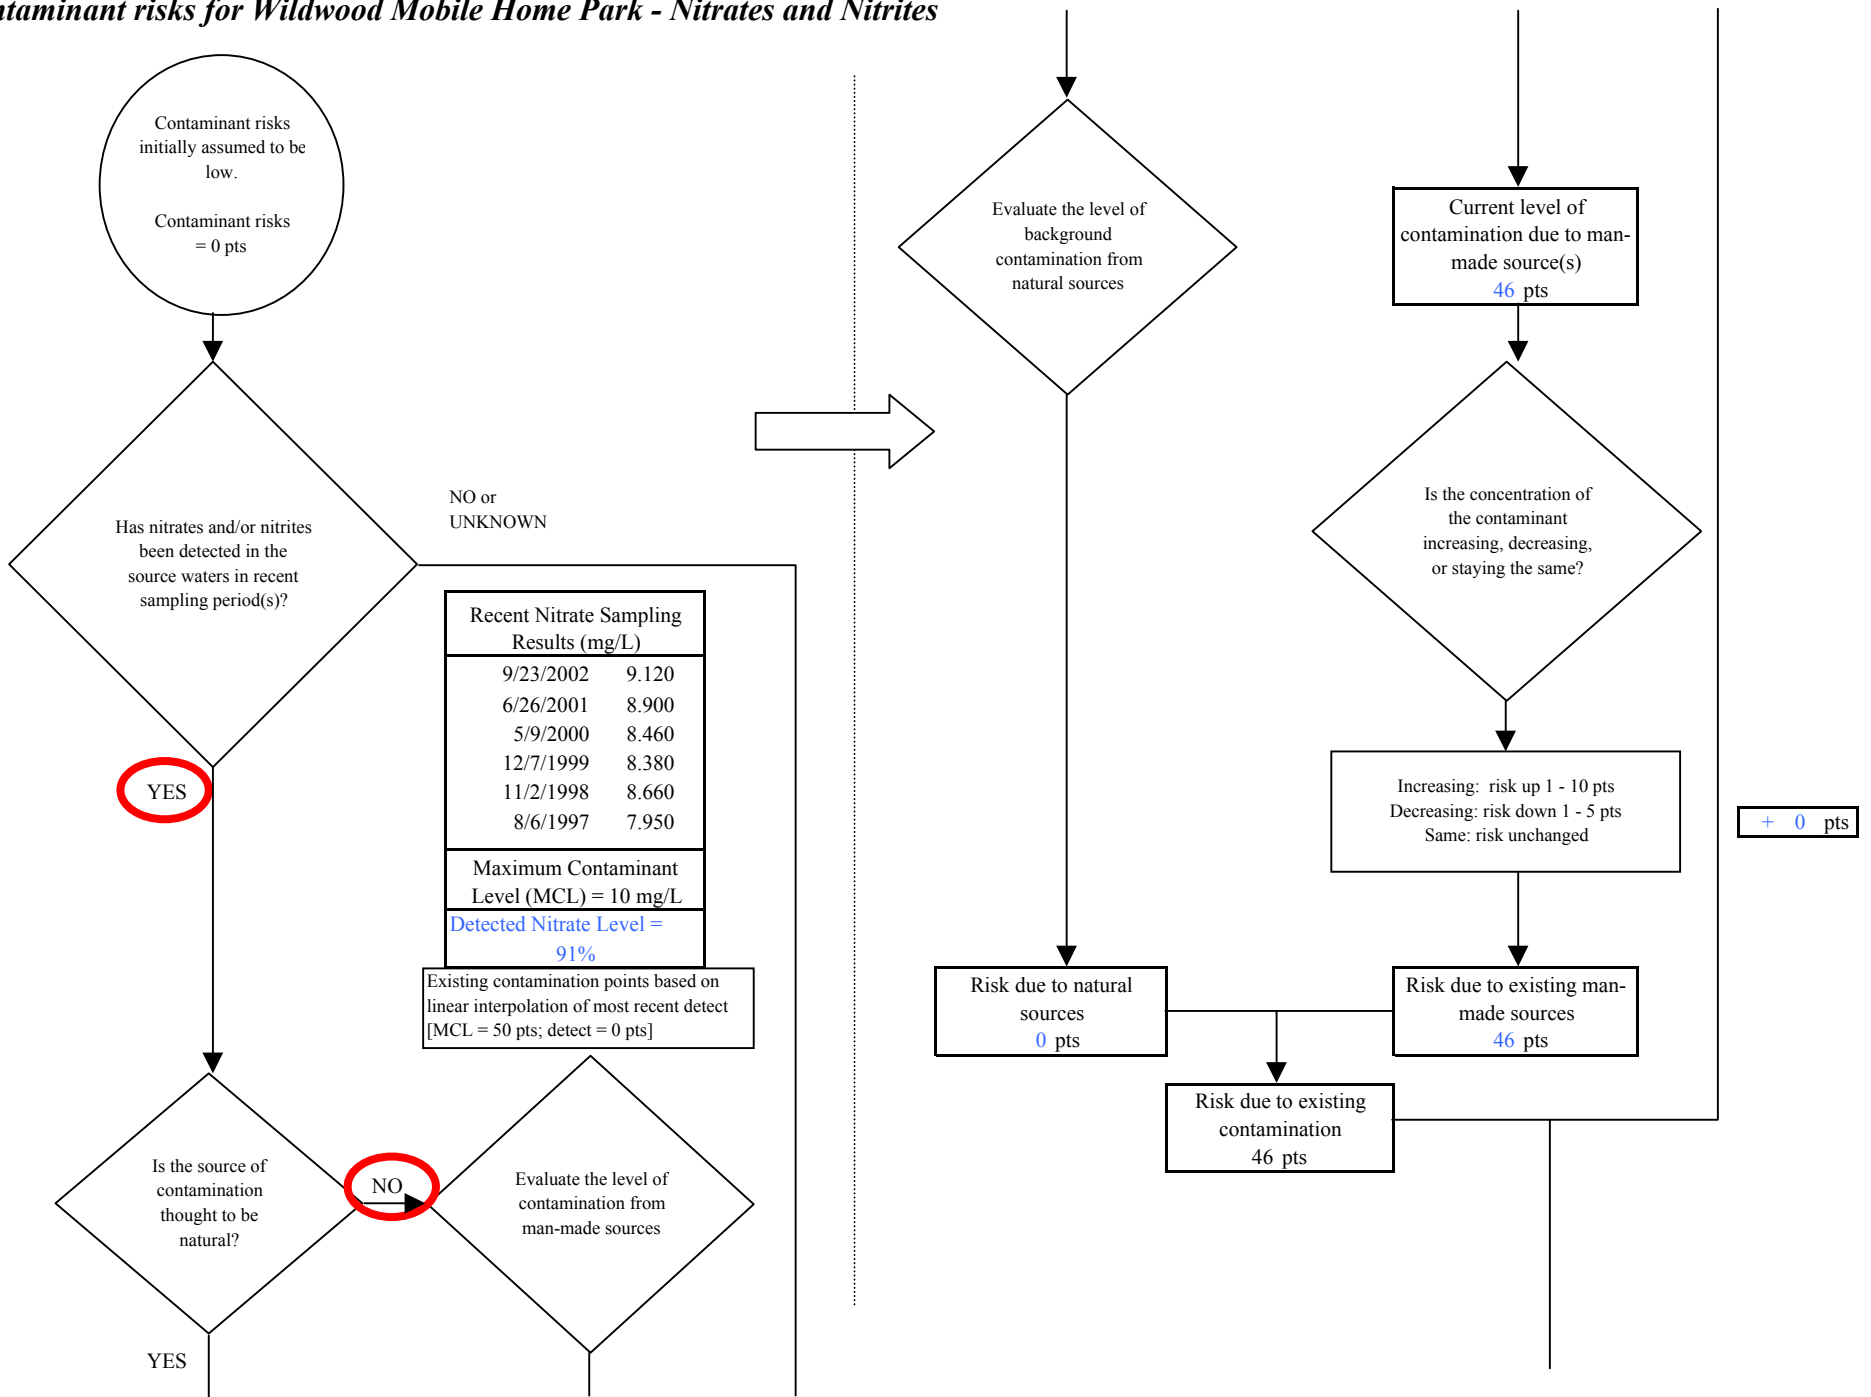 ntaminant risks for Wildwood Mobile Home Park - Nitrates and Nitrites
Contaminant risks
initially assumed to be
low.
Contaminant risks
= 0 pts
Has nitrates and/or nitrites
been detected in the
source waters in recent
sampling period(s)?
NO or
UNKNOWN
YES
Recent Nitrate Sampling
Results (mg/L)
9/23/2002 9.120
6/26/2001 8.900
5/9/2000 8.460
12/7/1999 8.380
11/2/1998 8.660
8/6/1997 7.950
Maximum Contaminant
Level (MCL) = 10 mg/L
Detected Nitrate Level =
91%
Existing contamination points based on
linear interpolation of most recent detect
[MCL = 50 pts; detect = 0 pts]
Is the source of
contamination
thought to be
natural?
NO
YES
Evaluate the level of
contamination from
man-made sources
Evaluate the level of
background
contamination from
natural sources
Current level of
contamination due to man-
made source(s)
46 pts
Is the concentration of
the contaminant
increasing, decreasing,
or staying the same?
Increasing: risk up 1 - 10 pts
Decreasing: risk down 1 - 5 pts
Same: risk unchanged
+ 0 pts
Risk due to natural
sources
0 pts
Risk due to existing man-
made sources
46 pts
Risk due to existing
contamination
46 pts